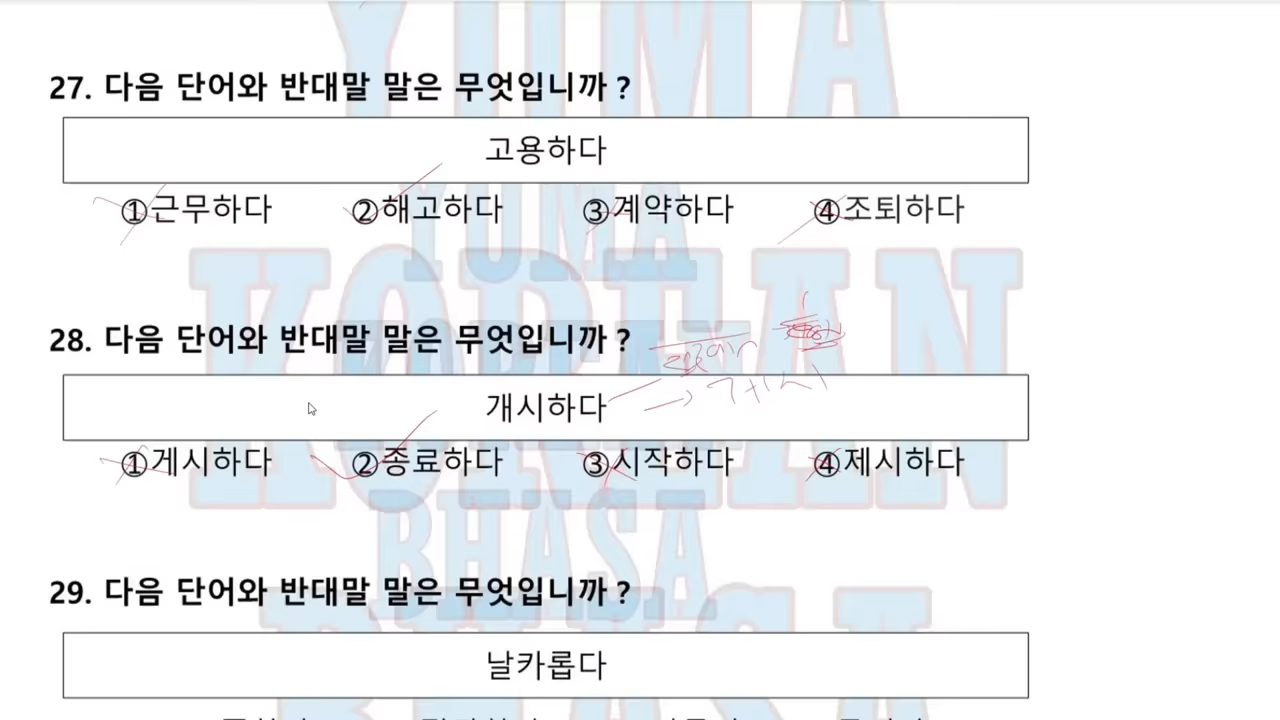 YUMA
27. 다음 단어와 반대말 말은 무엇입니까 ?
고용하다
①근무하다 ②해고하다 ③계약하다 ④조퇴하다
YUMA
KOREAN
28. 다음 단어와 반대말 말은 무엇입니까 ?
개시하다
①게시하다 ②종료하다 ③시작하다 ④제시하다
BHASA
29. 다음 단어와 반대말 말은 무엇입니까 ?
날카롭다
BHASA